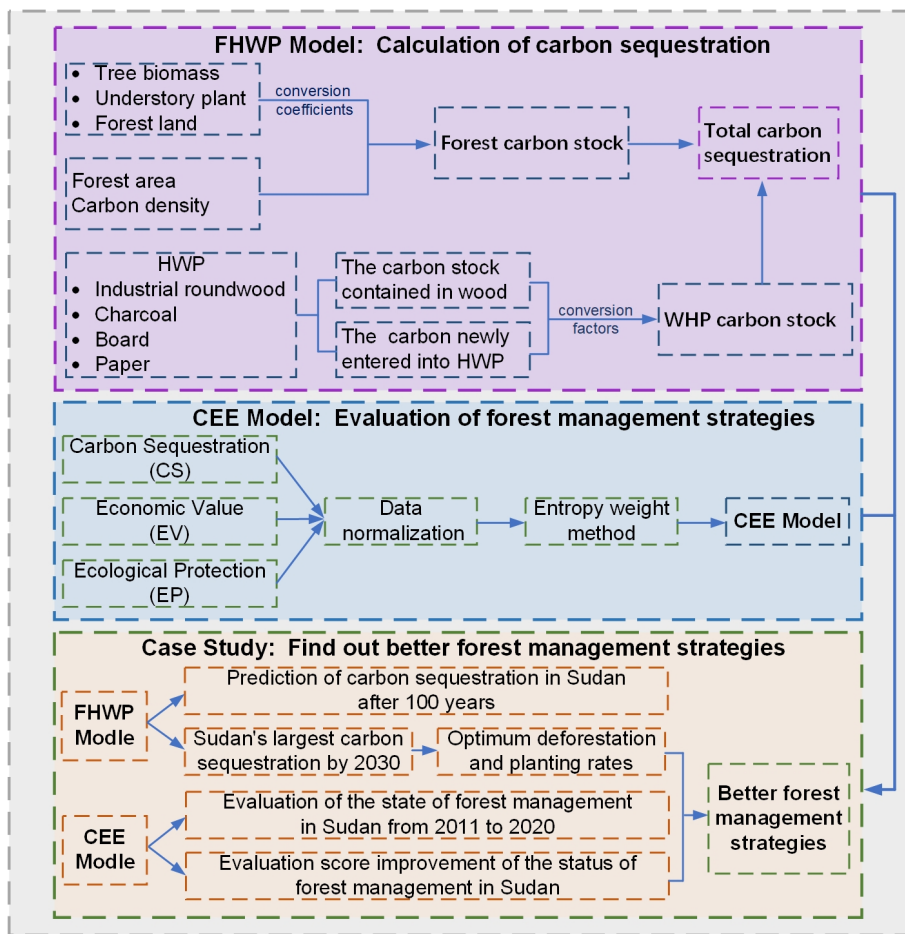 FHWP Model: Calculation of carbon sequestration
• Tree biomass
• Understory plant
• Forest land
conversion
coefficients
Forest area
Carbon density
Forest carbon stock
Total carbon
sequestration
HWP
• Industrial roundwood
• Charcoal
• Board
• Paper
The carbon stock
contained in wood
The carbon newly
entered into HWP
conversion
factors
WHP carbon stock
CEE Model: Evaluation of forest management strategies
Carbon Sequestration
(CS)
Economic Value
(EV)
Ecological Protection
(EP)
Data
normalization
Entropy weight
method
CEE Model
Case Study: Find out better forest management strategies
FHWP
Modle
Prediction of carbon sequestration in Sudan
after 100 years
Sudan's largest carbon
sequestration by 2030
Optimum deforestation
and planting rates
CEE
Modle
Evaluation of the state of forest management
in Sudan from 2011 to 2020
Evaluation score improvement of the status of
forest management in Sudan
Better forest
management
strategies